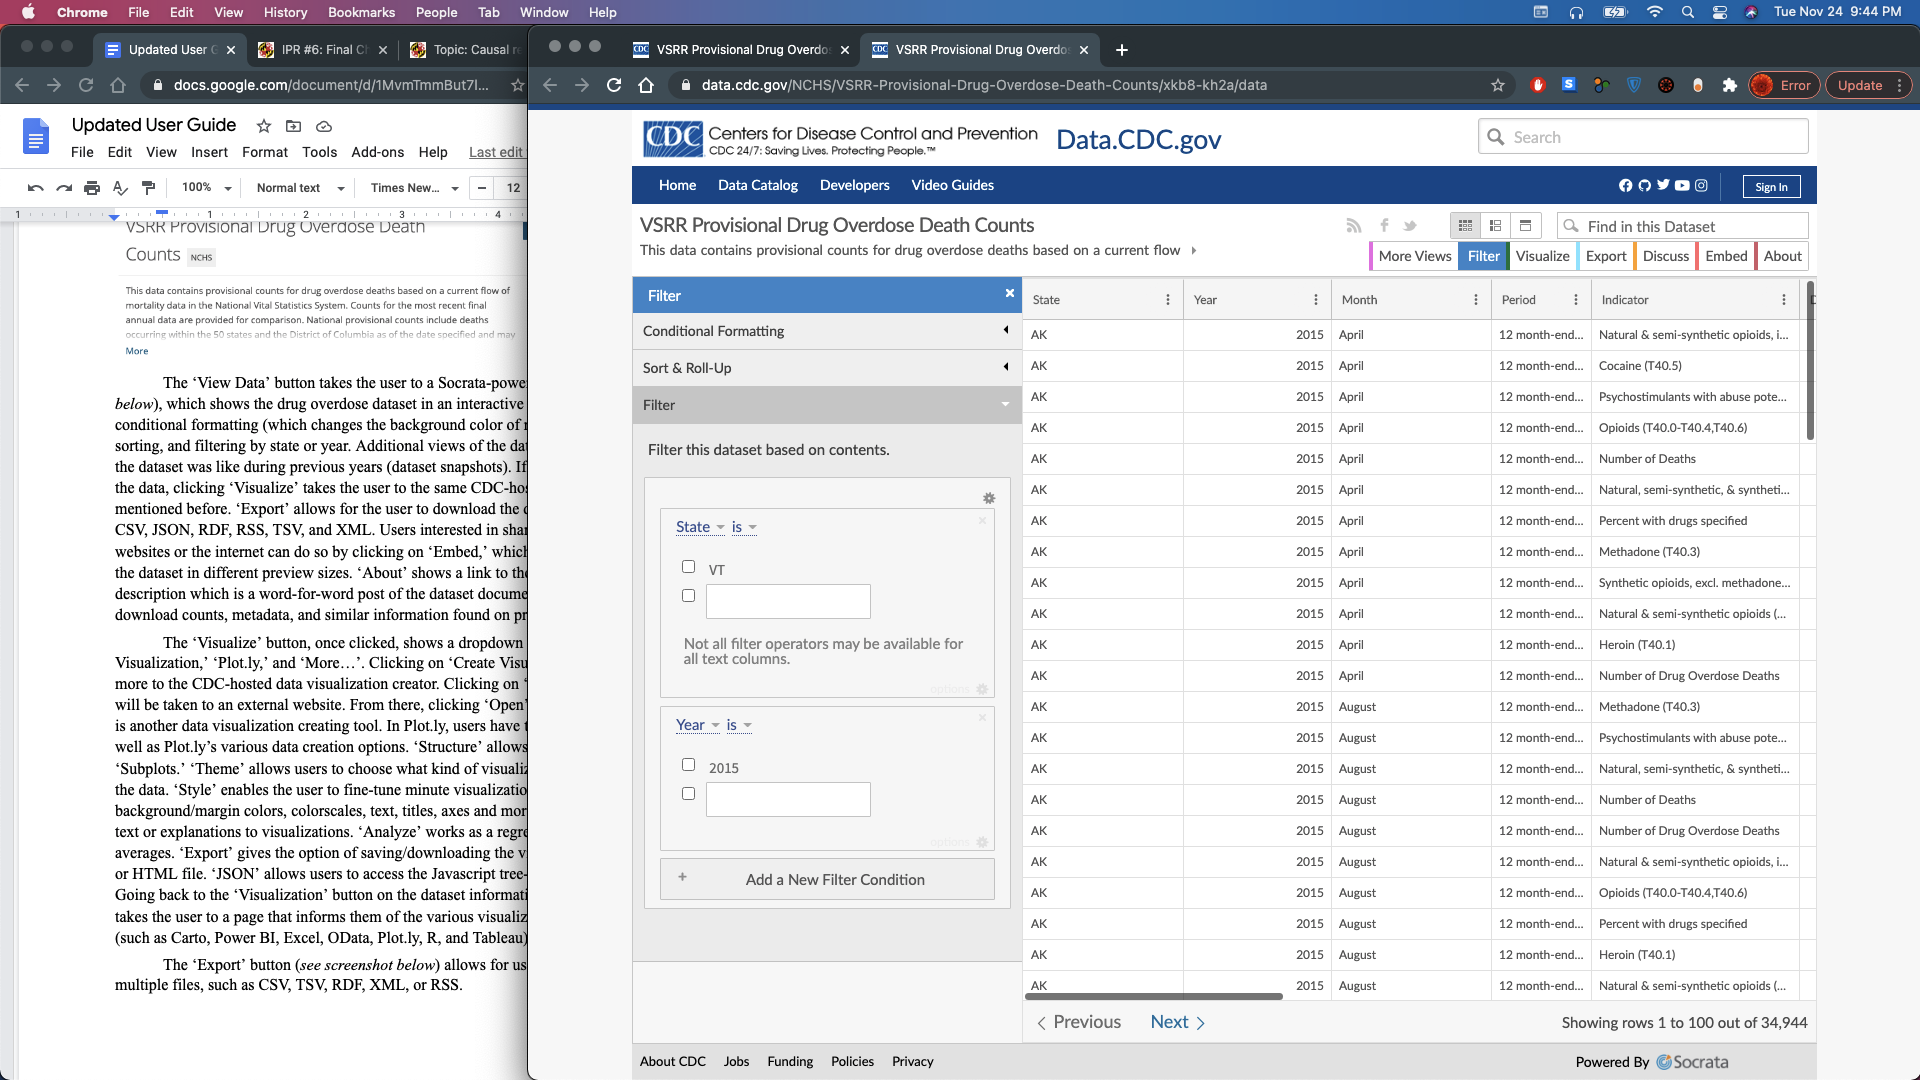 Chrome File Edit View History Bookmarks People Tab Window Help
Tue Nov 24 9:44 PM
Updated User G
IPR #6: Final Ch
Topic: Causal re
docs.google.com/document/d/1MvmTmmBut7l...
Updated User Guide
File Edit View Insert Format Tools Add-ons Help Last edit
100% Normal text Times New... 12
1 1 2 3 4
VSRR Provisional Drug Overdose Death
Counts NCHS
This data contains provisional counts for drug overdose deaths based on a current flow of
mortality data in the National Vital Statistics System. Counts for the most recent final
annual data are provided for comparison. National provisional counts include deaths
occurring within the 50 states and the District of Columbia as of the date specified and may
More
The ‘View Data’ button takes the user to a Socrata-powe
below), which shows the drug overdose dataset in an interactive
conditional formatting (which changes the background color of r
sorting, and filtering by state or year. Additional views of the dat
the dataset was like during previous years (dataset snapshots). If
the data, clicking ‘Visualize’ takes the user to the same CDC-hos
mentioned before. ‘Export’ allows for the user to download the d
CSV, JSON, RDF, RSS, TSV, and XML. Users interested in shar
websites or the internet can do so by clicking on ‘Embed,’ which
the dataset in different preview sizes. ‘About’ shows a link to the
description which is a word-for-word post of the dataset docume
download counts, metadata, and similar information found on pr
The ‘Visualize’ button, once clicked, shows a dropdown
Visualization,’ ‘Plot.ly,’ and ‘More…’. Clicking on ‘Create Visu
more to the CDC-hosted data visualization creator. Clicking on ‘
will be taken to an external website. From there, clicking ‘Open’
is another data visualization creating tool. In Plot.ly, users have t
well as Plot.ly’s various data creation options. ‘Structure’ allows
‘Subplots.’ ‘Theme’ allows users to choose what kind of visualiz
the data. ‘Style’ enables the user to fine-tune minute visualizatio
background/margin colors, colorscales, text, titles, axes and mor
text or explanations to visualizations. ‘Analyze’ works as a regre
averages. ‘Export’ gives the option of saving/downloading the v
or HTML file. ‘JSON’ allows users to access the Javascript tree-
Going back to the ‘Visualization’ button on the dataset informati
takes the user to a page that informs them of the various visualiz
(such as Carto, Power BI, Excel, OData, Plot.ly, R, and Tableau)
The ‘Export’ button (see screenshot below) allows for us
multiple files, such as CSV, TSV, RDF, XML, or RSS.
VSRR Provisional Drug Overdos
VSRR Provisional Drug Overdos
data.cdc.gov/NCHS/VSRR-Provisional-Drug-Overdose-Death-Counts/xkb8-kh2a/data
Error
Update
CDC Centers for Disease Control and Prevention
CDC 24/7: Saving Lives. Protecting People.™
Data.CDC.gov
Search
Home Data Catalog Developers Video Guides
Sign In
VSRR Provisional Drug Overdose Death Counts
This data contains provisional counts for drug overdose deaths based on a current flow
Find in this Dataset
More Views Filter Visualize Export Discuss Embed About
Filter
Conditional Formatting
Sort & Roll-Up
Filter
Filter this dataset based on contents.
State is
VT
Not all filter operators may be available for
all text columns.
options
Year is
2015
options
+ Add a New Filter Condition
State Year Month Period Indicator D
AK 2015 April 12 month-end... Natural & semi-synthetic opioids, i...
AK 2015 April 12 month-end... Cocaine (T40.5)
AK 2015 April 12 month-end... Psychostimulants with abuse pote...
AK 2015 April 12 month-end... Opioids (T40.0-T40.4,T40.6)
AK 2015 April 12 month-end... Number of Deaths
AK 2015 April 12 month-end... Natural, semi-synthetic, & syntheti...
AK 2015 April 12 month-end... Percent with drugs specified
AK 2015 April 12 month-end... Methadone (T40.3)
AK 2015 April 12 month-end... Synthetic opioids, excl. methadone...
AK 2015 April 12 month-end... Natural & semi-synthetic opioids (...
AK 2015 April 12 month-end... Heroin (T40.1)
AK 2015 April 12 month-end... Number of Drug Overdose Deaths
AK 2015 August 12 month-end... Methadone (T40.3)
AK 2015 August 12 month-end... Psychostimulants with abuse pote...
AK 2015 August 12 month-end... Natural, semi-synthetic, & syntheti...
AK 2015 August 12 month-end... Number of Deaths
AK 2015 August 12 month-end... Number of Drug Overdose Deaths
AK 2015 August 12 month-end... Natural & semi-synthetic opioids, i...
AK 2015 August 12 month-end... Opioids (T40.0-T40.4,T40.6)
AK 2015 August 12 month-end... Percent with drugs specified
AK 2015 August 12 month-end... Heroin (T40.1)
AK 2015 August 12 month-end... Natural & semi-synthetic opioids (...
Previous Next
Showing rows 1 to 100 out of 34,944
About CDC Jobs Funding Policies Privacy
Powered By Socrata